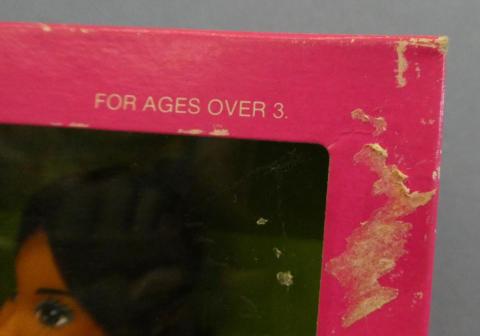 FOR AGES OVER 3.